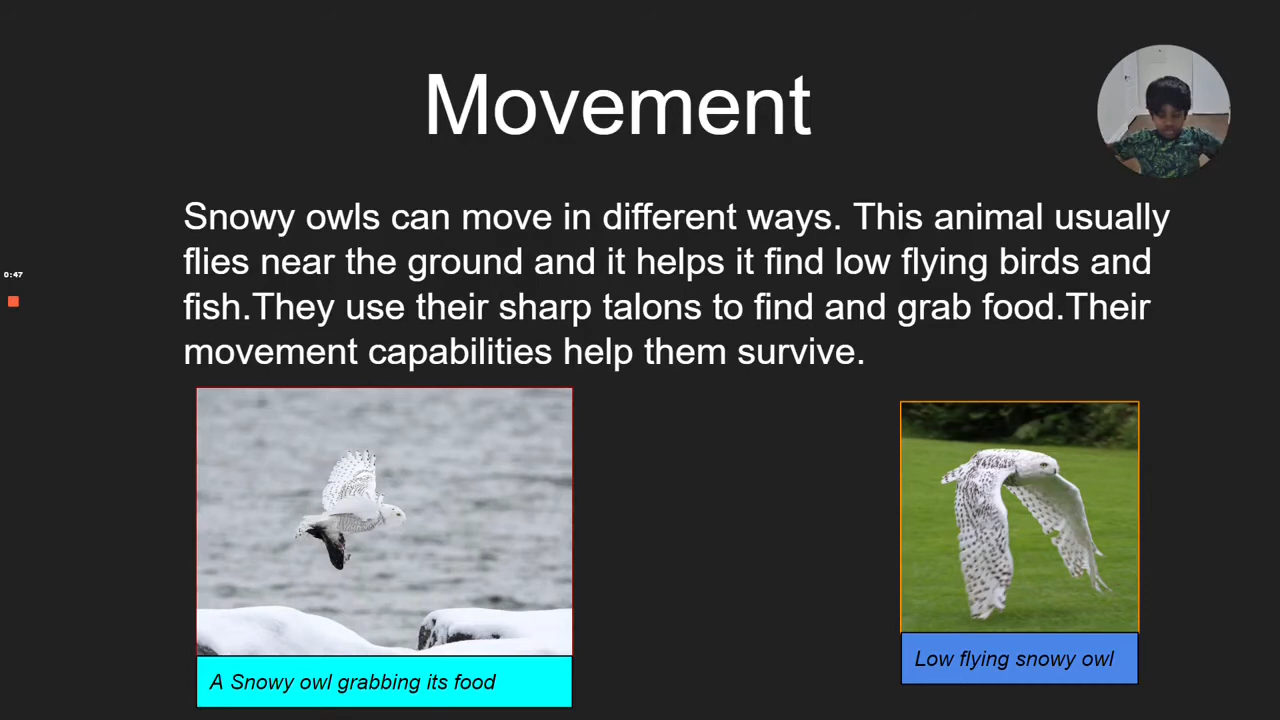 Movement
Snowy owls can move in different ways. This animal usually
flies near the ground and it helps it find low flying birds and
fish.They use their sharp talons to find and grab food.Their
movement capabilities help them survive.
0:47
A Snowy owl grabbing its food
Low flying snowy owl